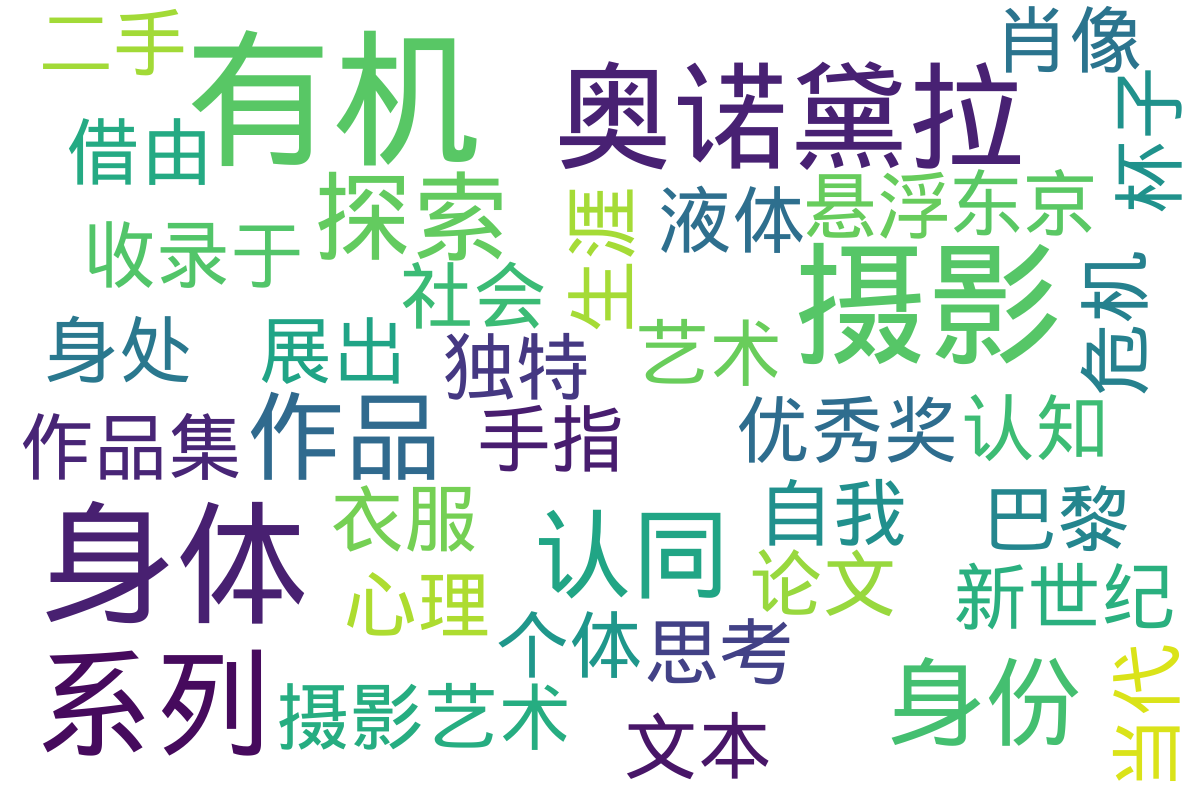 二手
有机
奥诺黛拉
肖像
杯子
借由
探索
生涯
液体
悬浮东京
收录于
社会
摄影
危机
身处
展出
独特
艺术
作品集
作品
手指
优秀奖
认知
身体
衣服
认同
自我
巴黎
心理
论文
新世纪
个体
思考
系列
摄影艺术
文本
身份
当代